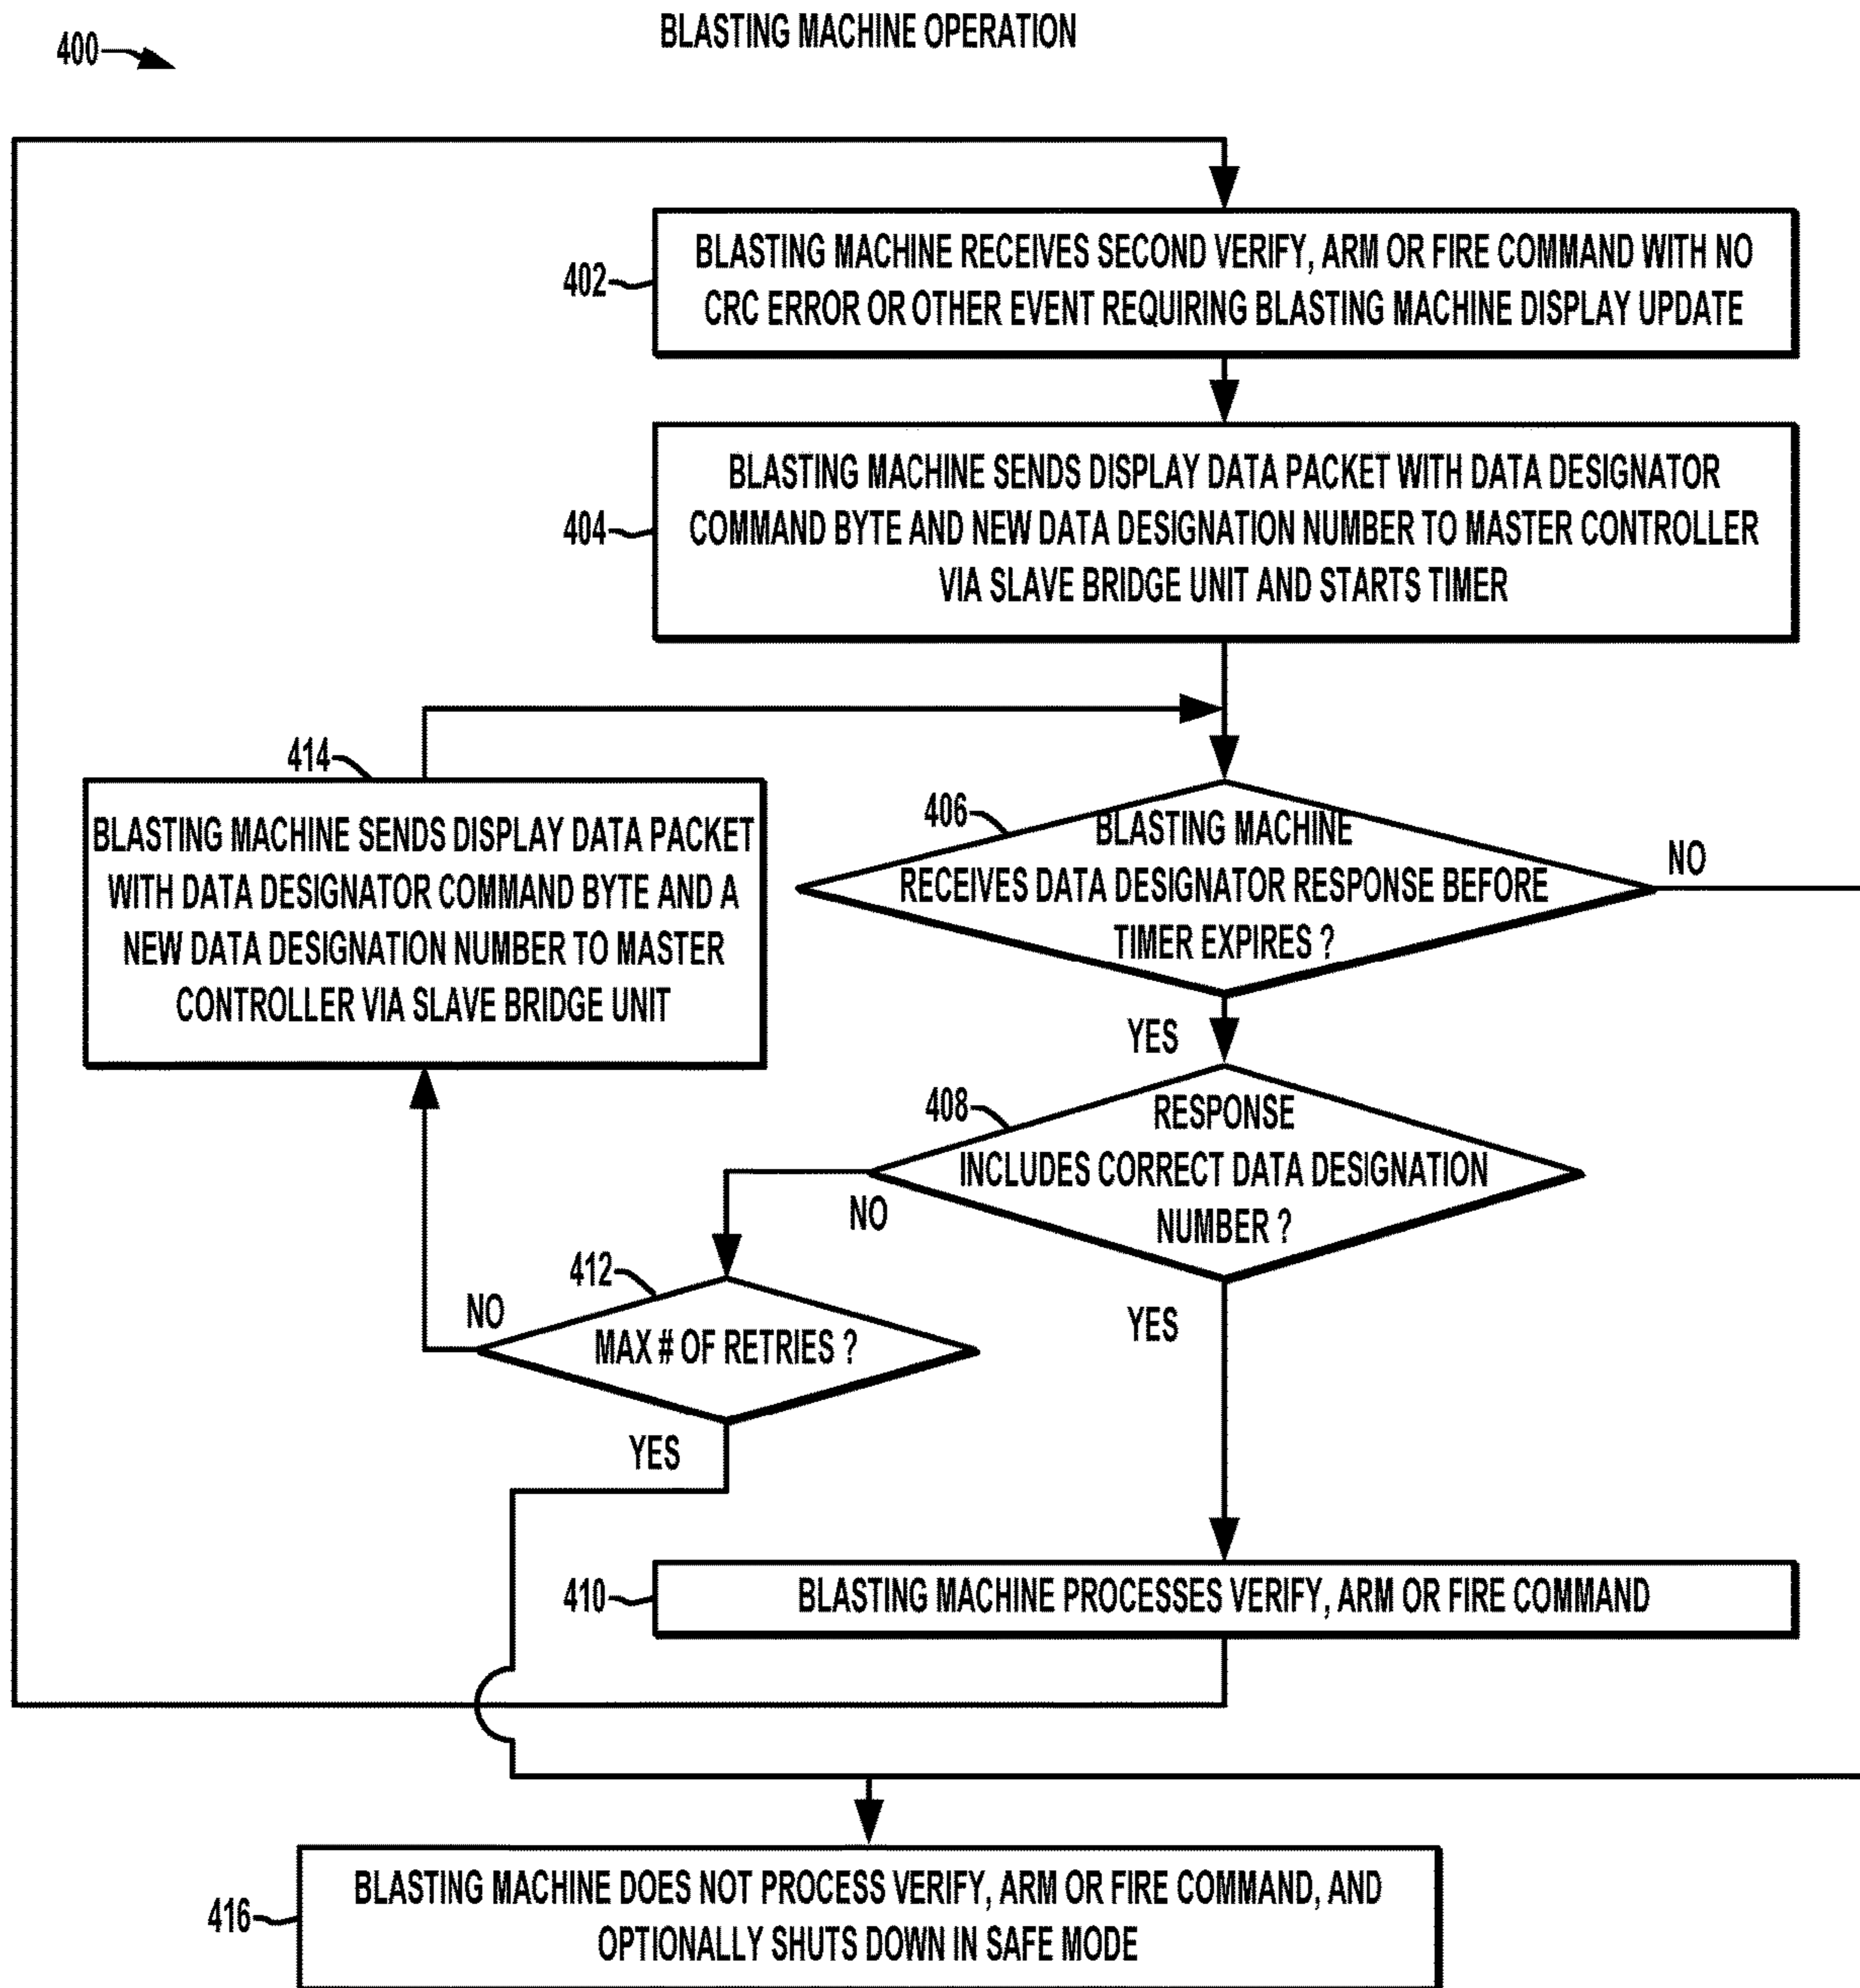 BLASTING MACHINE OPERATION
400
402
BLASTING MACHINE RECEIVES SECOND VERIFY, ARM OR FIRE COMMAND WITH NO
CRC ERROR OR OTHER EVENT REQUIRING BLASTING MACHINE DISPLAY UPDATE
404
BLASTING MACHINE SENDS DISPLAY DATA PACKET WITH DATA DESIGNATOR
COMMAND BYTE AND NEW DATA DESIGNATION NUMBER TO MASTER CONTROLLER
VIA SLAVE BRIDGE UNIT AND STARTS TIMER
414
BLASTING MACHINE SENDS DISPLAY DATA PACKET
WITH DATA DESIGNATOR COMMAND BYTE AND A
NEW DATA DESIGNATION NUMBER TO MASTER
CONTROLLER VIA SLAVE BRIDGE UNIT
406
BLASTING MACHINE
RECEIVES DATA DESIGNATOR RESPONSE BEFORE
TIMER EXPIRES ?
NO
YES
408
RESPONSE
INCLUDES CORRECT DATA DESIGNATION
NUMBER ?
NO
YES
412
MAX # OF RETRIES ?
NO
YES
410
BLASTING MACHINE PROCESSES VERIFY, ARM OR FIRE COMMAND
416
BLASTING MACHINE DOES NOT PROCESS VERIFY, ARM OR FIRE COMMAND, AND
OPTIONALLY SHUTS DOWN IN SAFE MODE